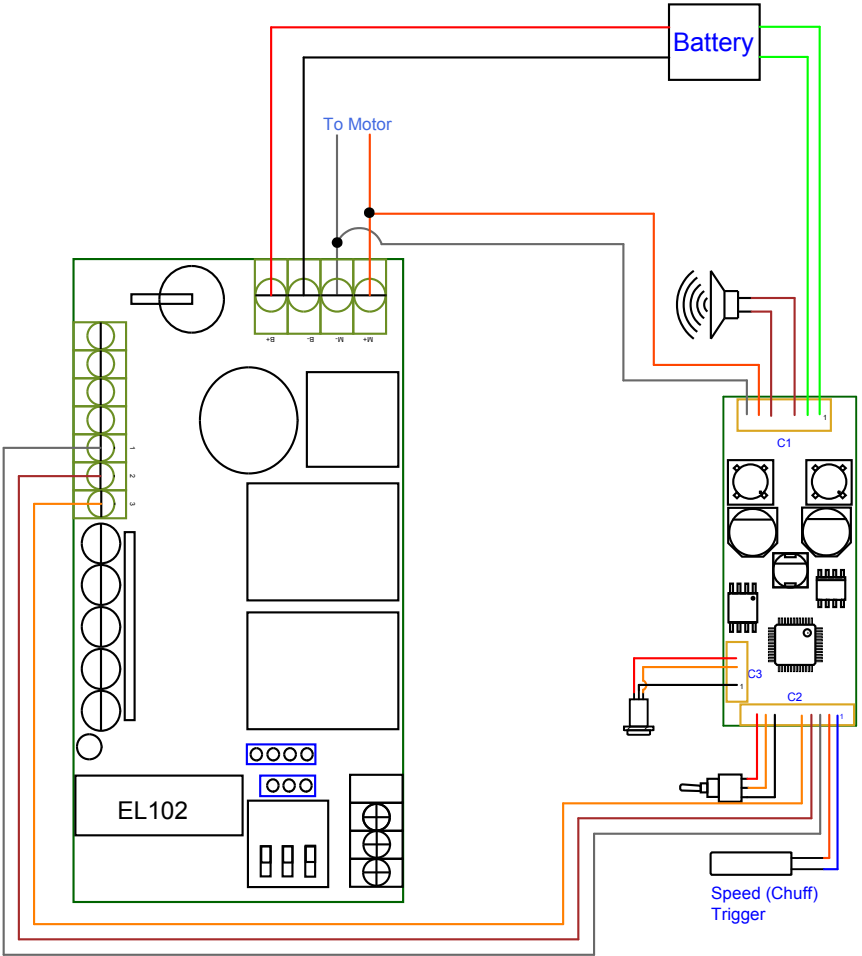 Battery
To Motor
B+
B-
M-
M+
1
1
C1
2
3
C3
1
C2
1
EL102
Speed (Chuff)
Trigger